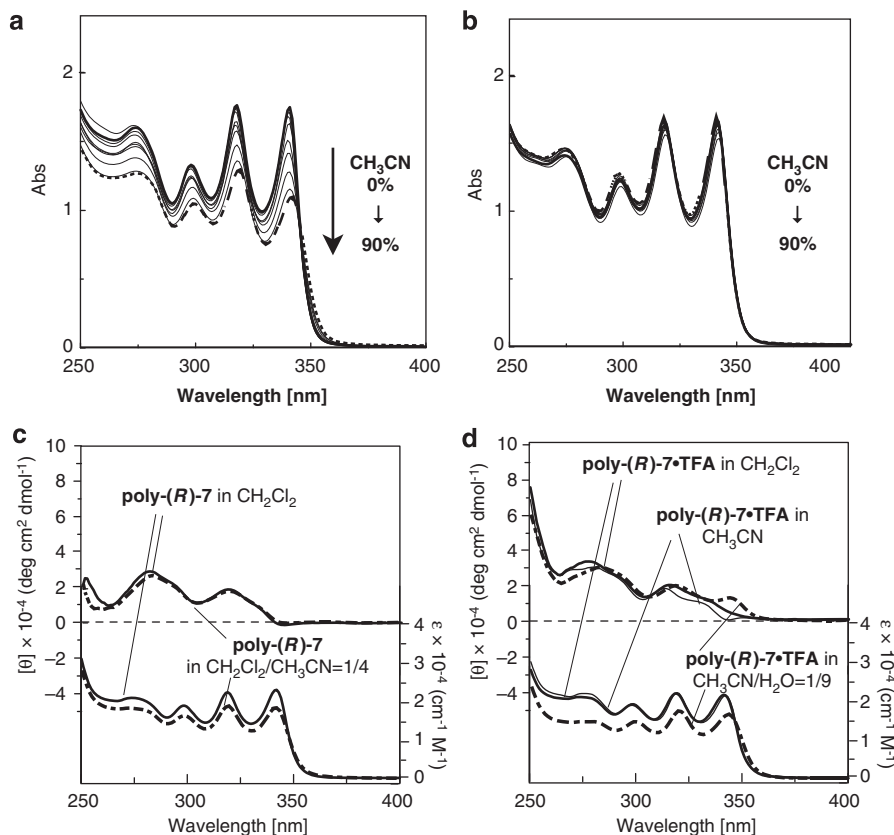 a
2
1
0
Abs
CH3CN
0%
↓
90%
250
300
350
400
Wavelength [nm]
b
2
1
0
Abs
CH3CN
0%
↓
90%
250
300
350
400
Wavelength [nm]
c
10
8
6
4
2
0
−2
−4
[θ] × 10-4 (deg cm2 dmol-1)
poly-(R)-7 in CH2Cl2
poly-(R)-7
in CH2Cl2/CH3CN=1/4
4
3
2
1
0
ε × 10-4 (cm-1 M-1)
250
300
350
400
Wavelength [nm]
d
10
8
6
4
2
0
−2
−4
[θ] × 10-4 (deg cm2 dmol-1)
poly-(R)-7•TFA in CH2Cl2
poly-(R)-7•TFA in
CH3CN
poly-(R)-7•TFA in
CH3CN/H2O=1/9
4
3
2
1
0
ε × 10-4 (cm-1 M-1)
250
300
350
400
Wavelength [nm]